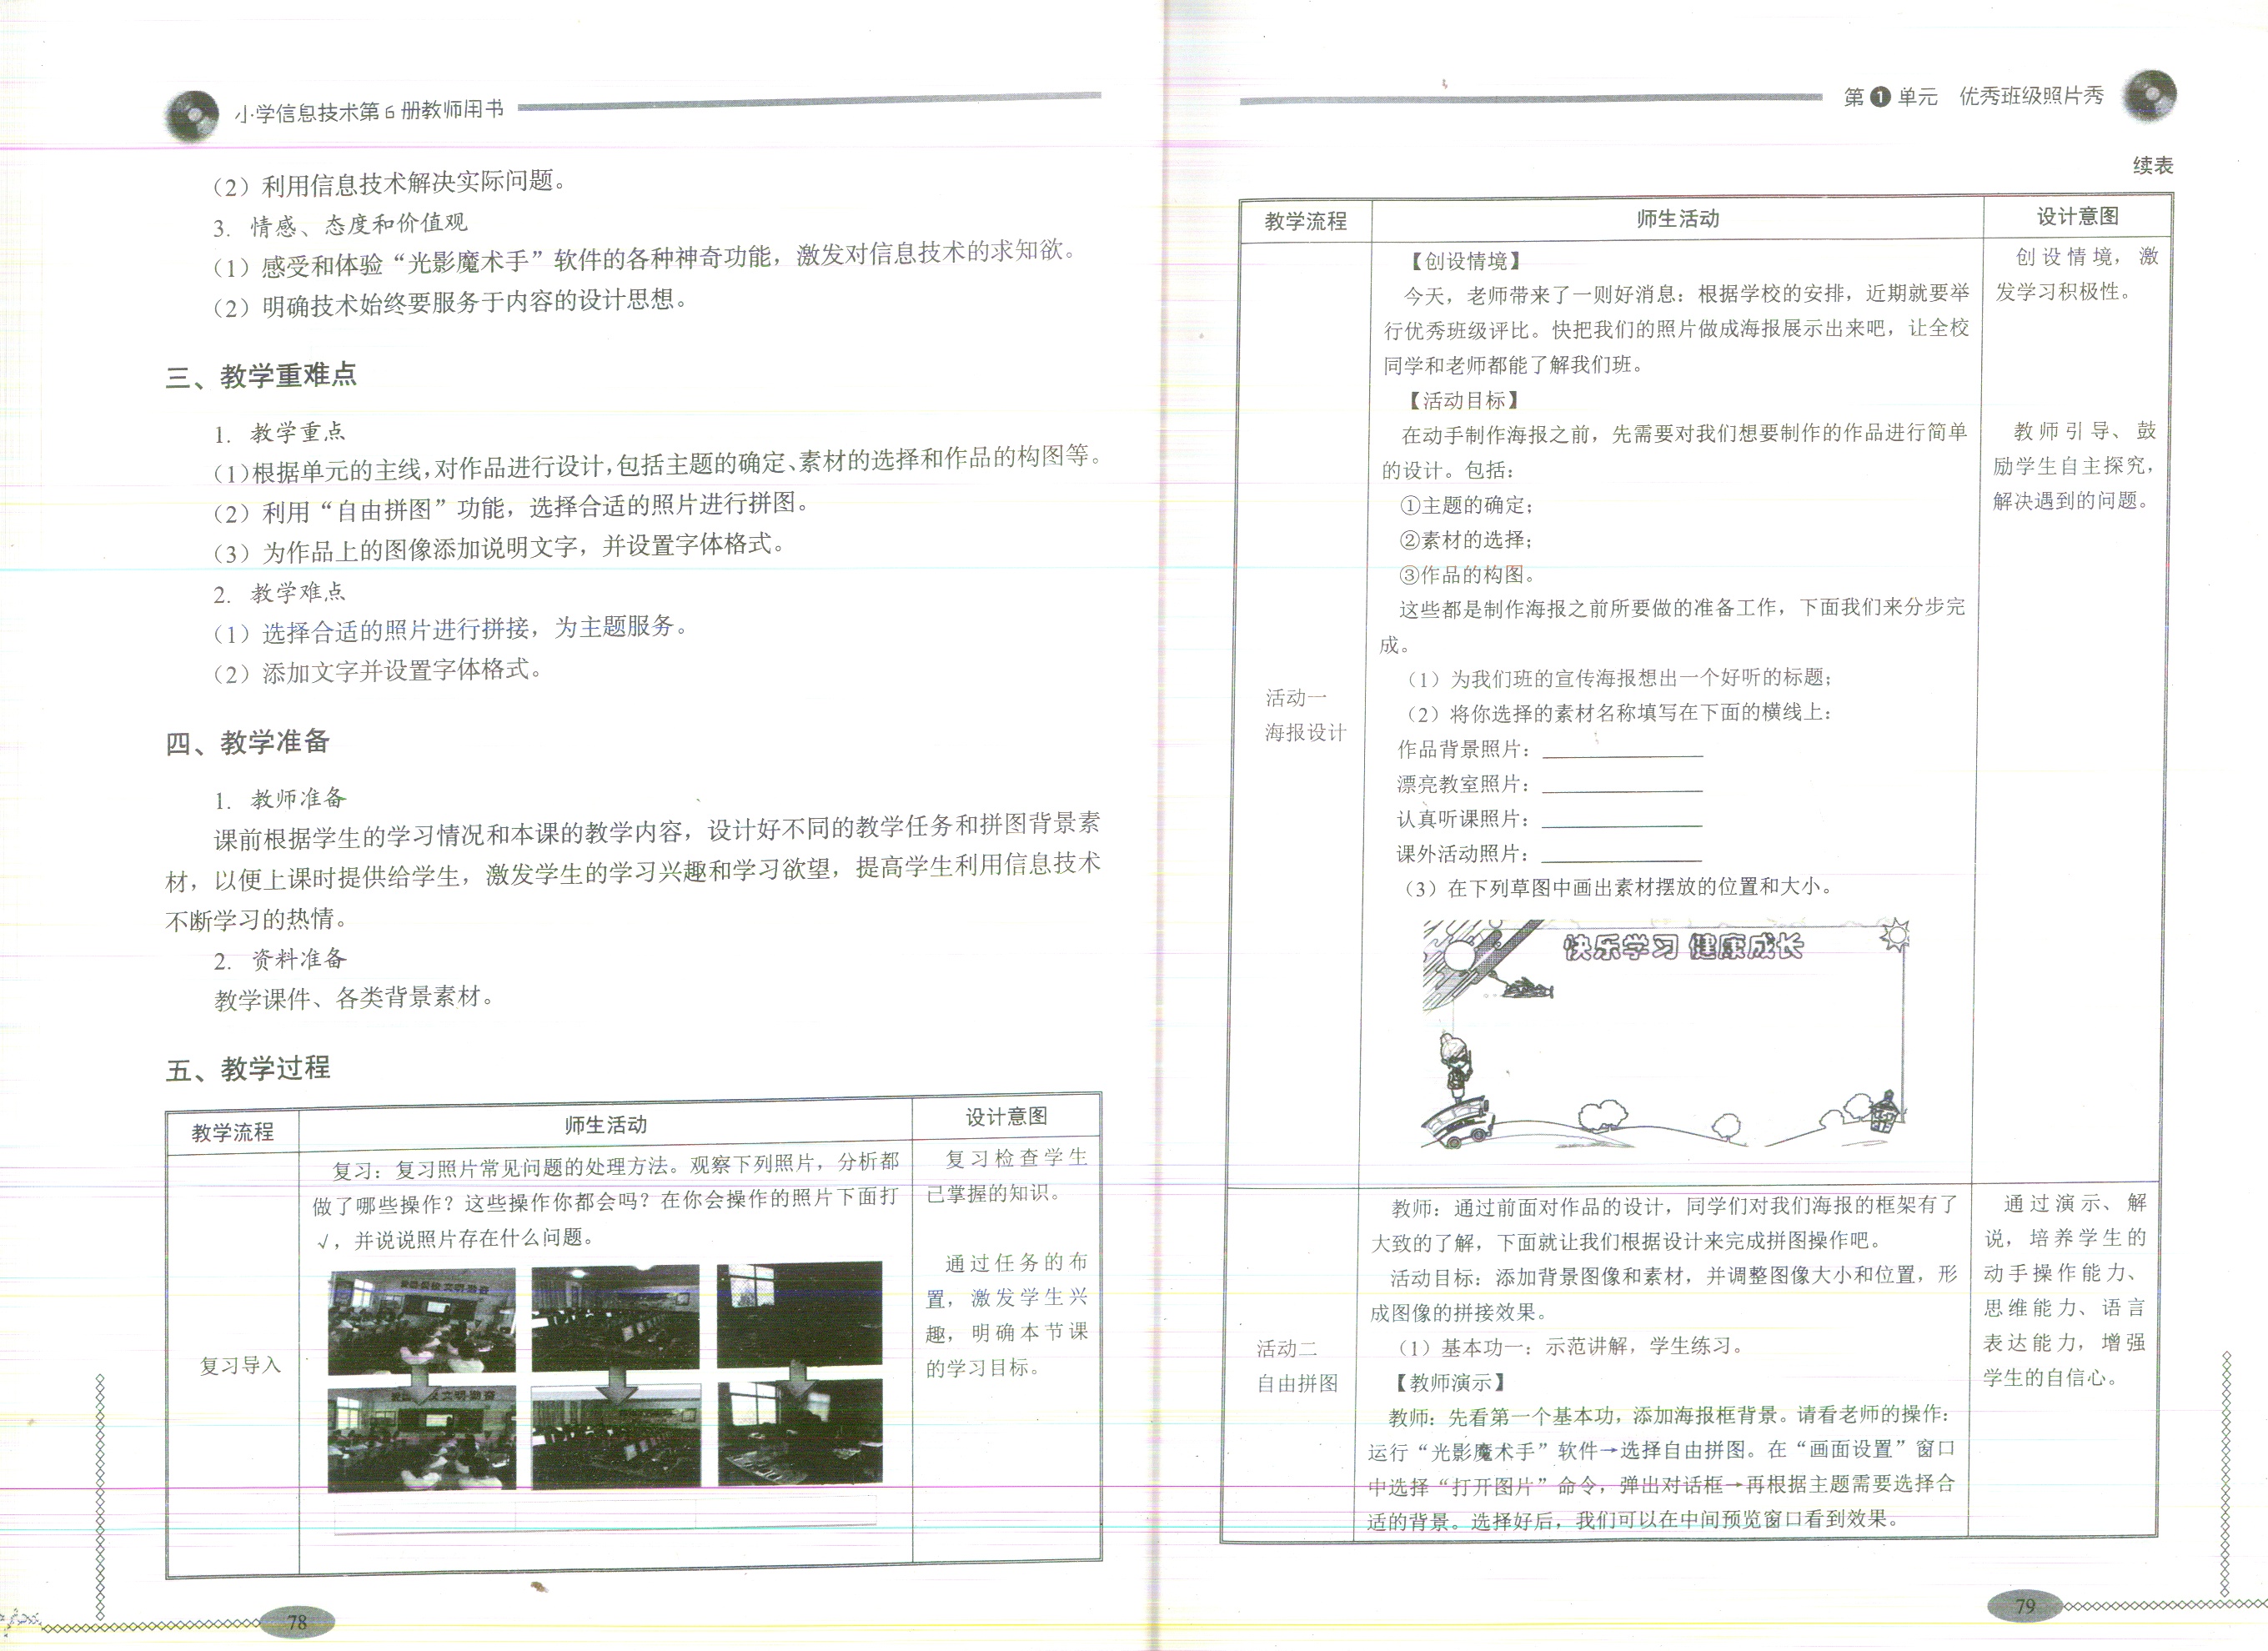 小学信息技术第6册教师用书
（2）利用信息技术解决实际问题。
3. 情感、态度和价值观
（1）感受和体验“光影魔术手”软件的各种神奇功能，激发对信息技术的求知欲。
（2）明确技术始终要服务于内容的设计思想。
三、教学重难点
1. 教学重点
（1）根据单元的主线，对作品进行设计，包括主题的确定、素材的选择和作品的构图等。
（2）利用“自由拼图”功能，选择合适的照片进行拼图。
（3）为作品上的图像添加说明文字，并设置字体格式。
2. 教学难点
（1）选择合适的照片进行拼接，为主题服务。
（2）添加文字并设置字体格式。
四、教学准备
1. 教师准备
课前根据学生的学习情况和本课的教学内容，设计好不同的教学任务和拼图背景素
材，以便上课时提供给学生，激发学生的学习兴趣和学习欲望，提高学生利用信息技术
不断学习的热情。
2. 资料准备
教学课件、各类背景素材。
五、教学过程
教学流程
师生活动
设计意图
复习导入
复习：复习照片常见问题的处理方法。观察下列照片，分析都
做了哪些操作？这些操作你都会吗？在你会操作的照片下面打
√，并说说照片存在什么问题。
复习检查学生
已掌握的知识。
通过任务的布
置，激发学生兴
趣，明确本节课
的学习目标。
78
第1单元 优秀班级照片秀
续表
教学流程
师生活动
设计意图
活动一
海报设计
【创设情境】
今天，老师带来了一则好消息：根据学校的安排，近期就要举
行优秀班级评比。快把我们的照片做成海报展示出来吧，让全校
同学和老师都能了解我们班。
【活动目标】
在动手制作海报之前，先需要对我们想要制作的作品进行简单
的设计。包括：
①主题的确定；
②素材的选择；
③作品的构图。
这些都是制作海报之前所要做的准备工作，下面我们来分步完
成。
（1）为我们班的宣传海报想出一个好听的标题；
（2）将你选择的素材名称填写在下面的横线上：
作品背景照片：
漂亮教室照片：
认真听课照片：
课外活动照片：
（3）在下列草图中画出素材摆放的位置和大小。
快乐学习 健康成长
创设情境，激
发学习积极性。
教师引导、鼓
励学生自主探究，
解决遇到的问题。
活动二
自由拼图
教师：通过前面对作品的设计，同学们对我们海报的框架有了
大致的了解，下面就让我们根据设计来完成拼图操作吧。
活动目标：添加背景图像和素材，并调整图像大小和位置，形
成图像的拼接效果。
（1）基本功一：示范讲解，学生练习。
【教师演示】
教师：先看第一个基本功，添加海报框背景。请看老师的操作：
运行“光影魔术手”软件→选择自由拼图。在“画面设置”窗口
中选择“打开图片”命令，弹出对话框→再根据主题需要选择合
适的背景。选择好后，我们可以在中间预览窗口看到效果。
通过演示、解
说，培养学生的
动手操作能力、
思维能力、语言
表达能力，增强
学生的自信心。
79